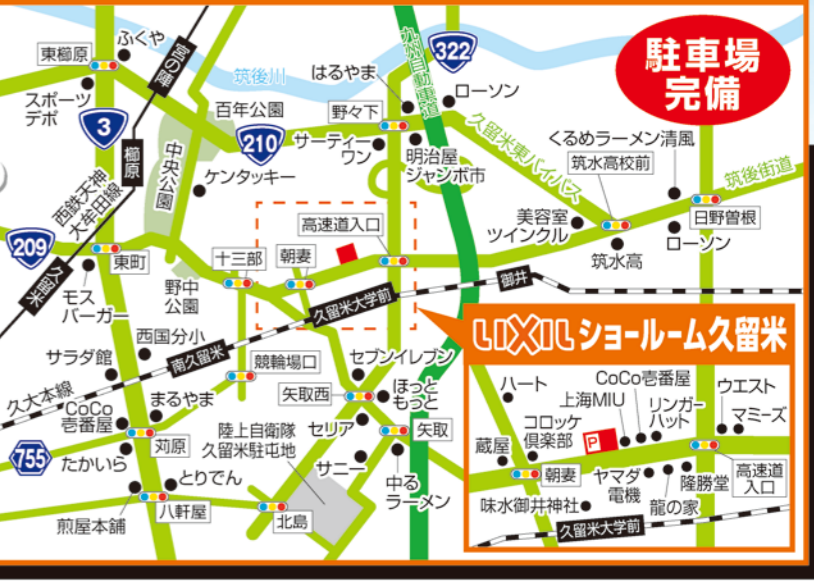 駐車場
完備
東櫛原
ふくや
宮の陣
筑後川
はるやま
九州自動車道
322
ローソン
スポーツ
デポ
3
百年公園
210
野々下
サーティー
ワン
明治屋
ジャンボ市
久留米東バイパス
くるめラーメン清風
筑水高校前
筑後街道
櫛原
中央公園
ケンタッキー
西鉄天神
大牟田線
209
東町
久留米
モス
バーガー
野中
公園
十三部
朝妻
高速道入口
美容室
ツインクル
筑水高
ローソン
日野曽根
御井
久留米大学前
南久留米
久大本線
西国分小
サラダ館
競輪場口
セブンイレブン
矢取西
ほっと
もっと
CoCo
壱番屋
まるやま
苅原
755
たかいら
とりでん
煎屋本舗
八軒屋
陸上自衛隊
久留米駐屯地
セリア
サニー
矢取
中る
ラーメン
北島
LIXIL ショールーム久留米
ハート
CoCo壱番屋
上海MIU
リンガー
ハット
ウエスト
マミーズ
コロッケ
倶楽部
P
蔵屋
朝妻
ヤマダ
電機
龍の家
隆勝堂
高速道
入口
味水御井神社
久留米大学前